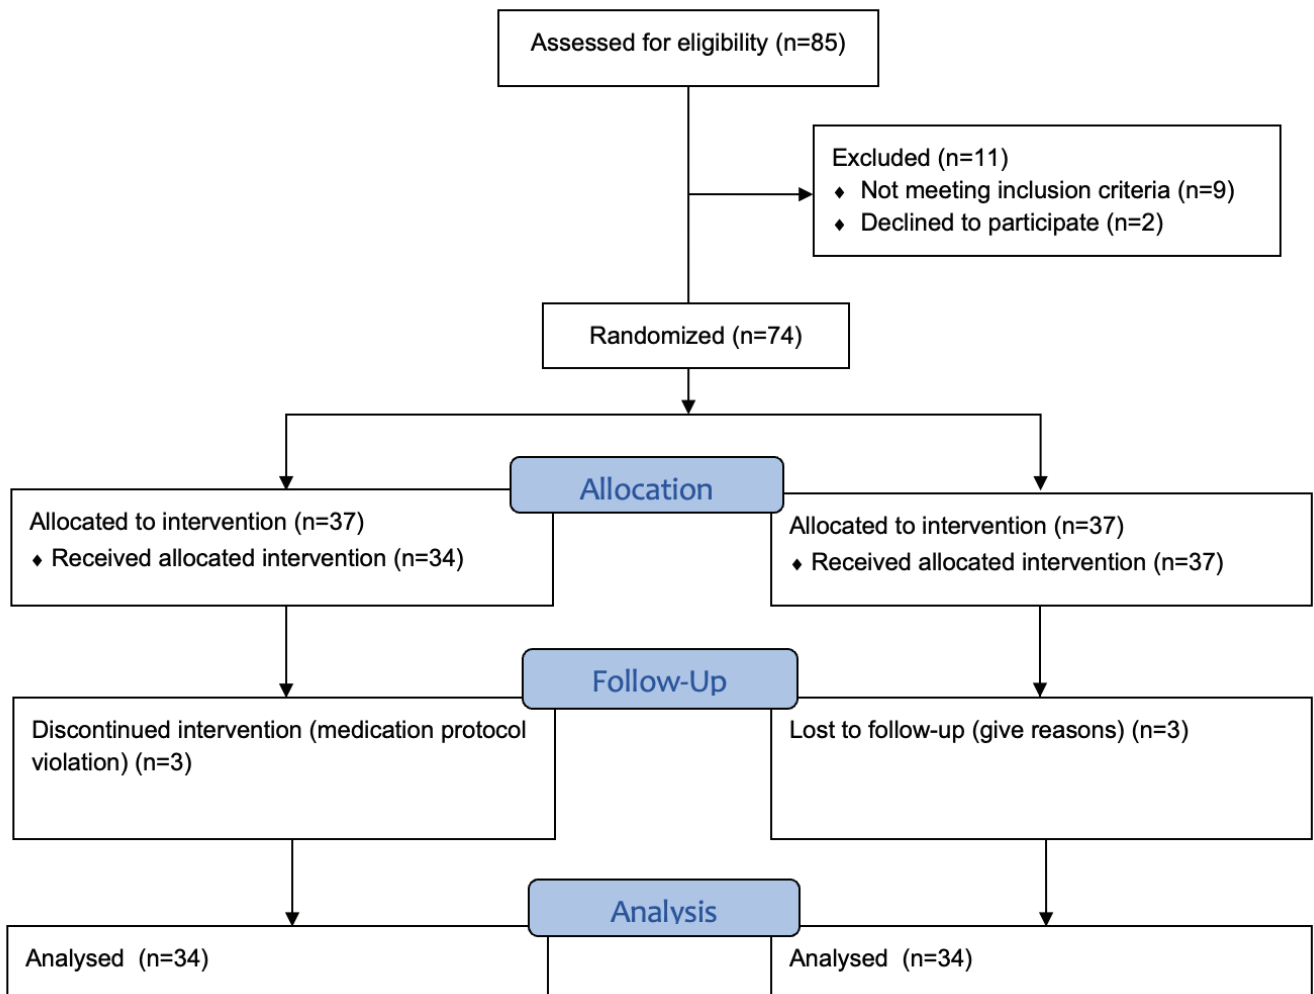 Assessed for eligibility (n=85)
Excluded (n=11)
♦ Not meeting inclusion criteria (n=9)
♦ Declined to participate (n=2)
Randomized (n=74)
Allocation
Allocated to intervention (n=37)
♦ Received allocated intervention (n=34)
Allocated to intervention (n=37)
♦ Received allocated intervention (n=37)
Follow-Up
Discontinued intervention (medication protocol
violation) (n=3)
Lost to follow-up (give reasons) (n=3)
Analysis
Analysed (n=34)
Analysed (n=34)